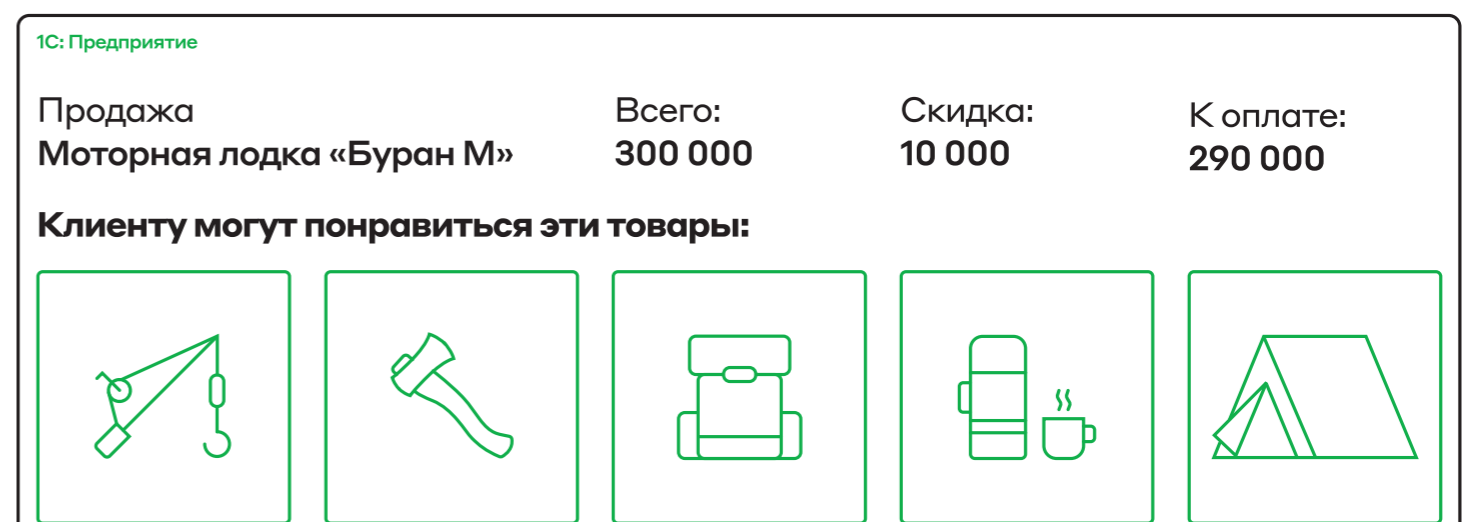 1С: Предприятие
Продажа
Моторная лодка «Буран М»
Всего:
300 000
Скидка:
10 000
К оплате:
290 000
Клиенту могут понравиться эти товары: